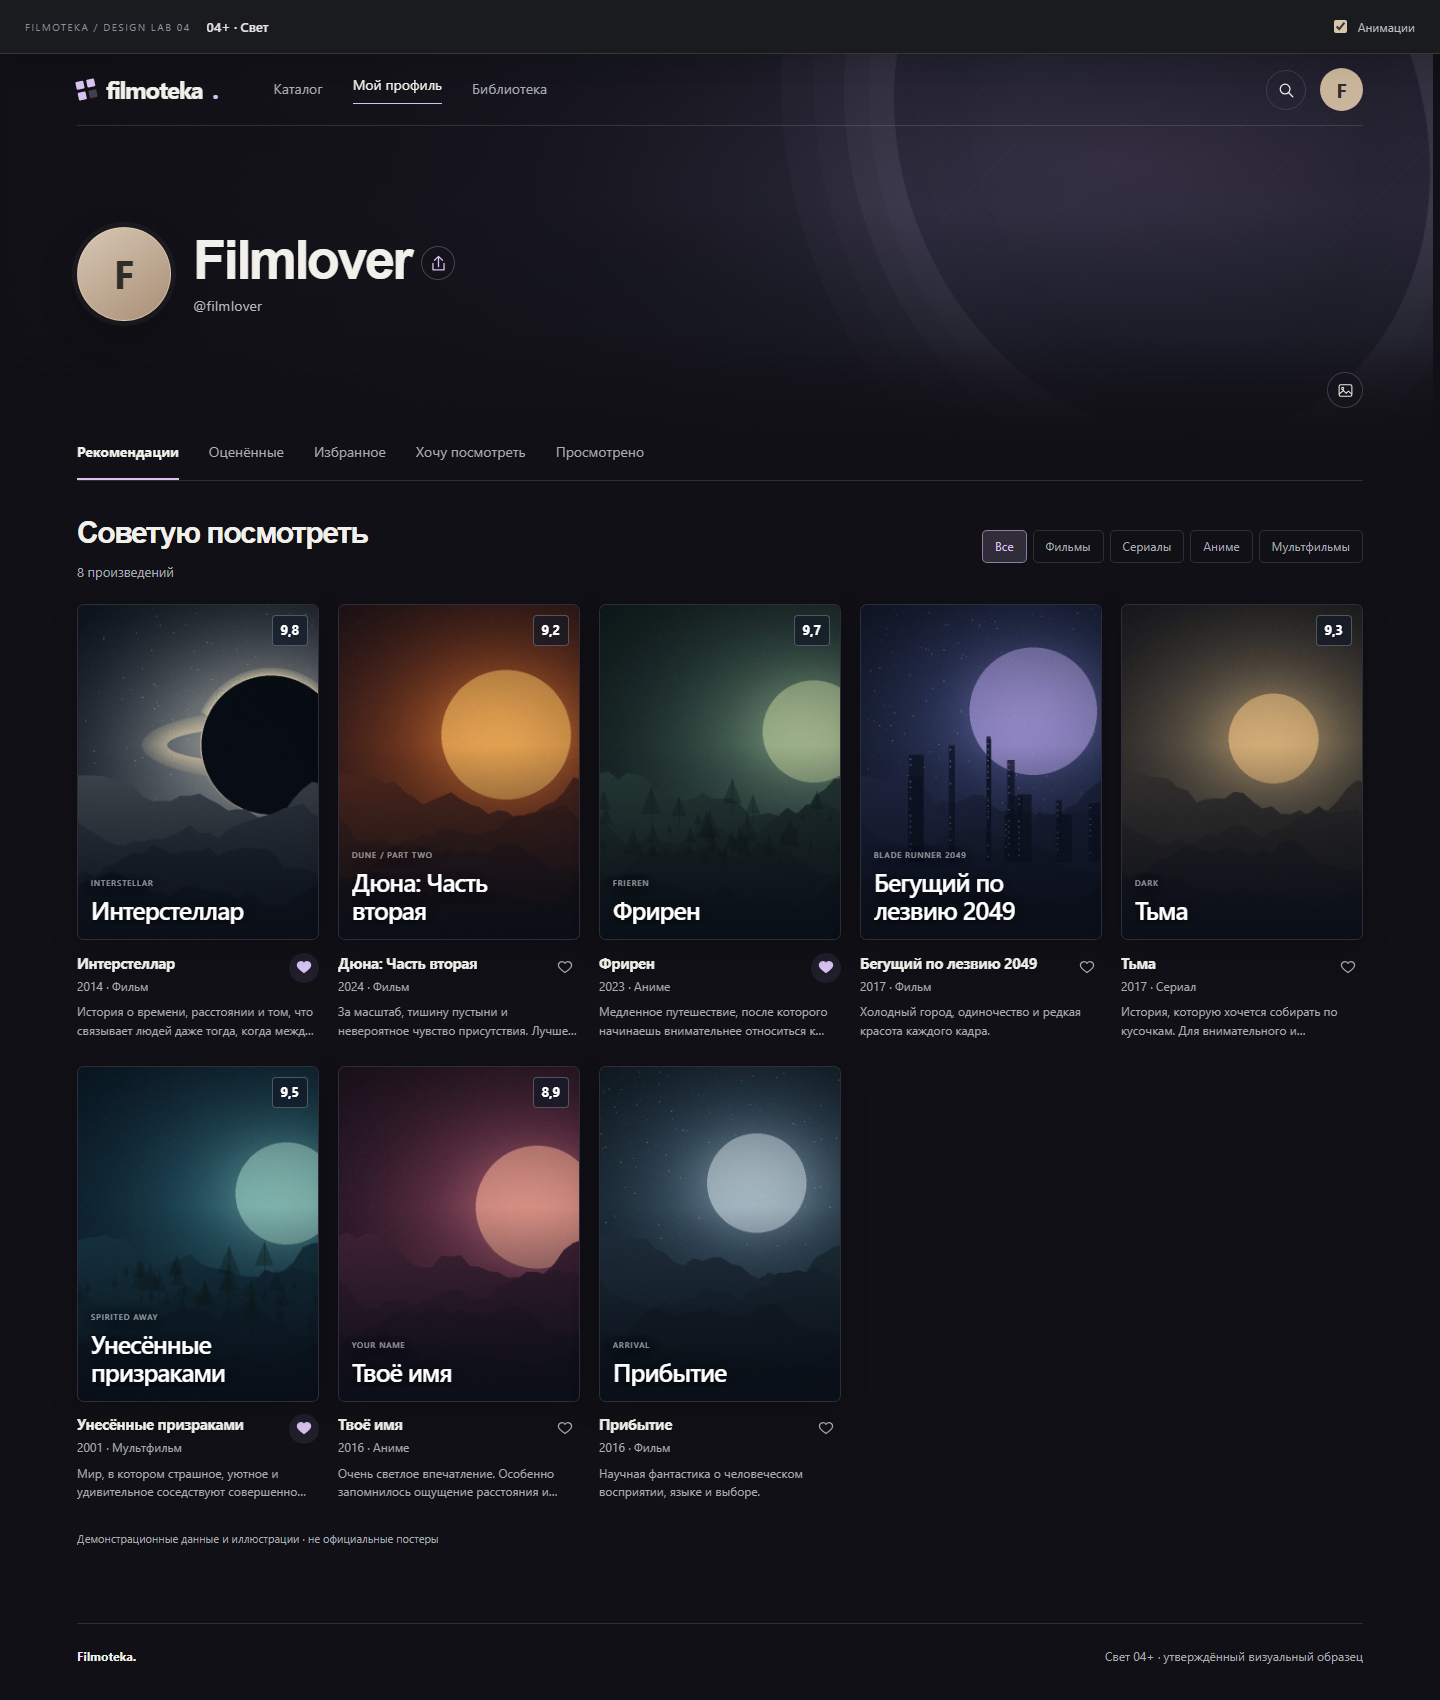 FILMOTEKA / DESIGN LAB 04
04+ · Свет
Анимации
filmoteka .
Каталог
Мой профиль
Библиотека
F
F
Filmlover
@filmlover
Рекомендации
Оценённые
Избранное
Хочу посмотреть
Просмотрено
Советую посмотреть
8 произведений
Все
Фильмы
Сериалы
Аниме
Мультфильмы
9,8
INTERSTELLAR
Интерстеллар
Интерстеллар
2014 · Фильм
История о времени, расстоянии и том, что
связывает людей даже тогда, когда межд...
9,2
DUNE / PART TWO
Дюна: Часть
вторая
Дюна: Часть вторая
2024 · Фильм
За масштаб, тишину пустыни и
невероятное чувство присутствия. Лучше...
9,7
FRIEREN
Фрирен
Фрирен
2023 · Аниме
Медленное путешествие, после которого
начинаешь внимательнее относиться к...
BLADE RUNNER 2049
Бегущий по
лезвию 2049
Бегущий по лезвию 2049
2017 · Фильм
Холодный город, одиночество и редкая
красота каждого кадра.
9,3
DARK
Тьма
Тьма
2017 · Сериал
История, которую хочется собирать по
кусочкам. Для внимательного и...
9,5
SPIRITED AWAY
Унесённые
призраками
Унесённые призраками
2001 · Мультфильм
Мир, в котором страшное, уютное и
удивительное соседствуют совершенно...
8,9
YOUR NAME
Твоё имя
Твоё имя
2016 · Аниме
Очень светлое впечатление. Особенно
запомнилось ощущение расстояния и...
ARRIVAL
Прибытие
Прибытие
2016 · Фильм
Научная фантастика о человеческом
восприятии, языке и выборе.
Демонстрационные данные и иллюстрации · не официальные постеры
Filmoteka.
Свет 04+ · утверждённый визуальный образец